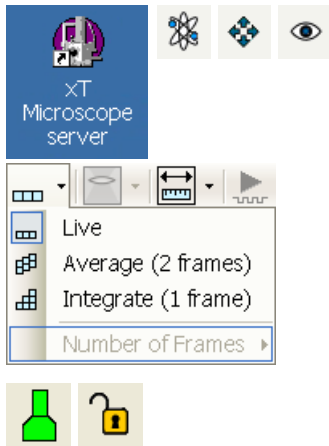 xT
Microscope
server
Live
Average (2 frames)
Integrate (1 frame)
Number of Frames